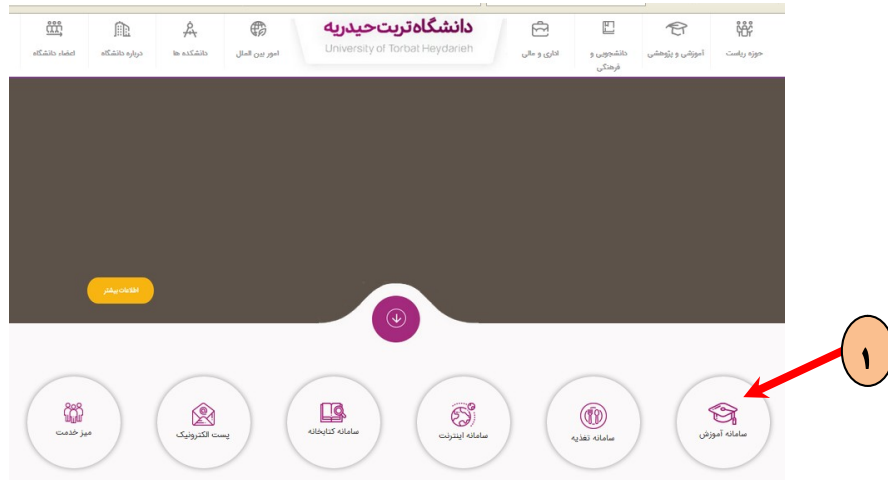 دانشگاه تربت حیدریه
University of Torbat Heydarieh
حوزه ریاست
آموزشی و پژوهشی
دانشجویی و
فرهنگی
اداری و مالی
امور بین الملل
دانشکده ها
درباره دانشگاه
اعضاء دانشگاه
اطلاعات بیشتر
۱
سامانه آموزش
سامانه تغذیه
سامانه اینترنت
سامانه کتابخانه
پست الکترونیک
میز خدمت